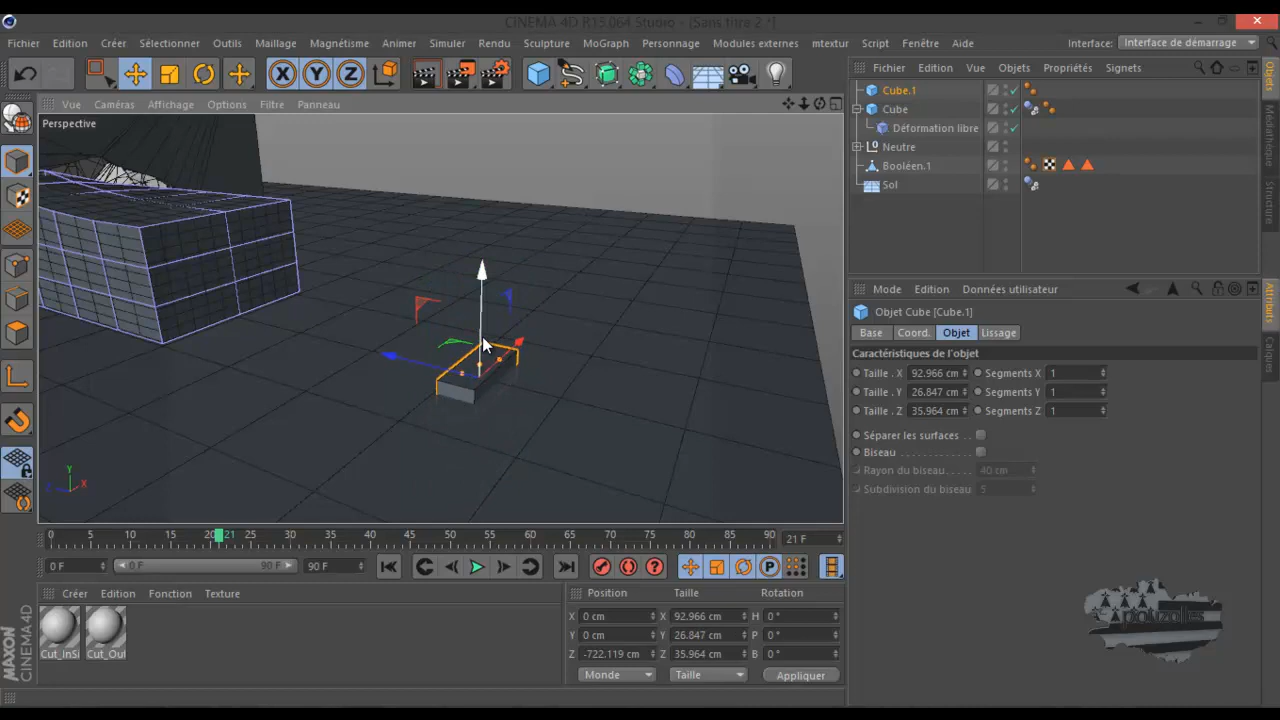 CINEMA 4D R15.064 Studio - [Sans titre 2 *]
Fichier Edition Créer Sélectionner Outils Maillage Magnétisme Animer Simuler Rendu Sculpture MoGraph Personnage Modules externes mtextur Script Fenêtre Aide Interface: Interface de démarrage
Fichier Edition Vue Objets Propriétés Signets
Vue Caméras Affichage Options Filtre Panneau
Perspective
Cube.1
Cube
Déformation libre
Neutre
Booléen.1
Sol
Objets
Médiathèque
Structure
Mode Edition Données utilisateur
Objet Cube [Cube.1]
Base Coord. Objet Lissage
Caractéristiques de l'objet
Taille . X 92.966 cm Segments X 1
Taille . Y 26.847 cm Segments Y 1
Taille . Z 35.964 cm Segments Z 1
Séparer les surfaces . .
Biseau . . . . . . . . . . . . .
Rayon du biseau 40 cm
Subdivision du biseau 5
Attributs
Calques
Y
X
0 5 10 15 20 21 25 30 35 40 45 50 55 60 65 70 75 80 85 90 21 F
0 F 0 F 90 F 90 F
Créer Edition Fonction Texture
Cut_InSi Cut_Out
Position Taille Rotation
X 0 cm X 92.966 cm H 0 °
Y 0 cm Y 26.847 cm P 0 °
Z -722.119 cm Z 35.964 cm B 0 °
Monde Taille Appliquer
MAXON
CINEMA 4D